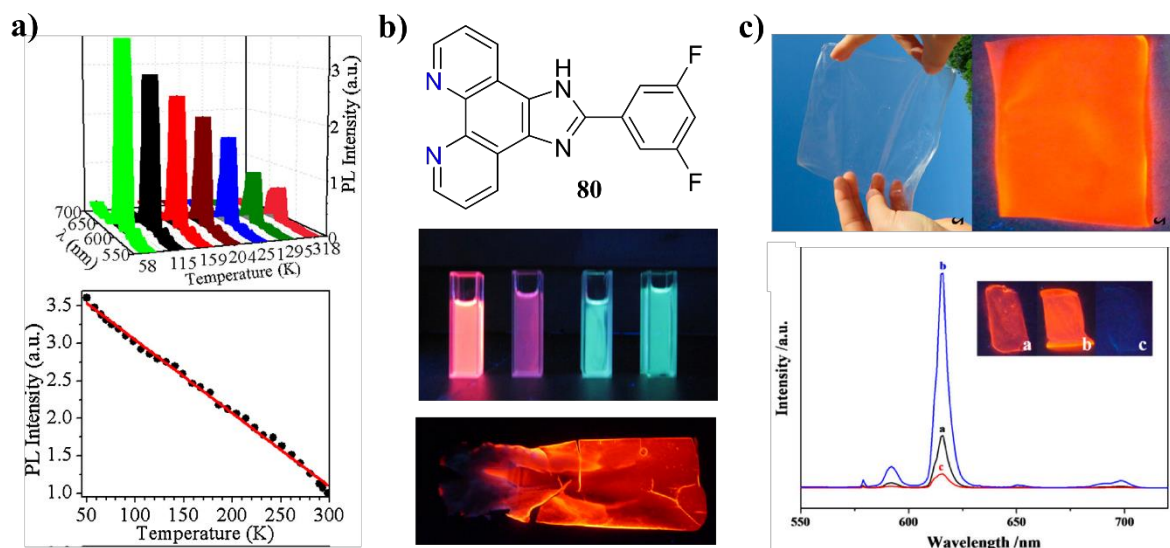 a)
PL Intensity (a.u.)
3
2
1
0
700
650
600
550
λ (nm)
58 115 159 204 251 295 318
Temperature (K)
3.5
3.0
2.5
2.0
1.5
1.0
PL Intensity (a.u.)
50 100 150 200 250 300
Temperature (K)
b)
H
N
N
N
N
F
F
80
c)
b
a
c
a b c
Intensity /a.u.
550 600 650 700
Wavelength /nm